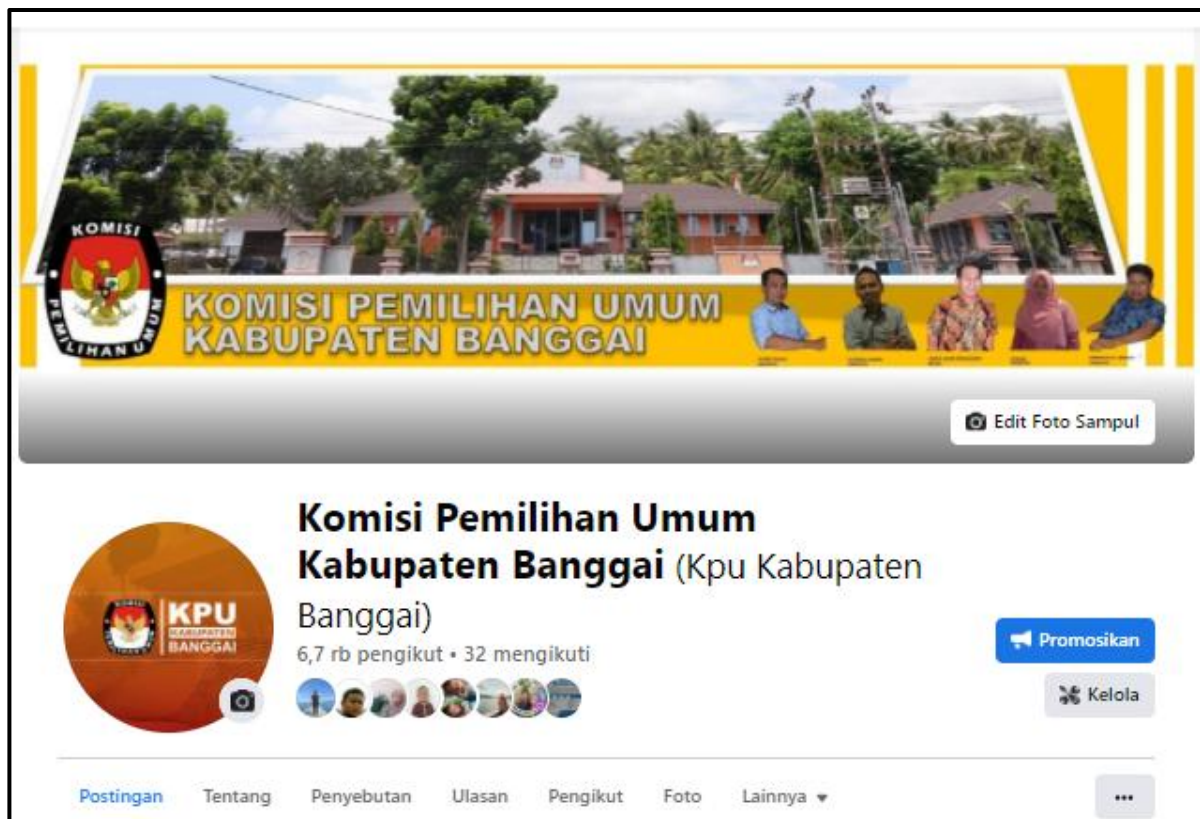 KOMISI
PEMILIHAN UMUM
KOMISI PEMILIHAN UMUM
KABUPATEN BANGGAI
Edit Foto Sampul
Komisi Pemilihan Umum
Kabupaten Banggai (Kpu Kabupaten
Banggai)
6,7 rb pengikut • 32 mengikuti
KPU
KABUPATEN
BANGGAI
Promosikan
Kelola
Postingan Tentang Penyebutan Ulasan Pengikut Foto Lainnya